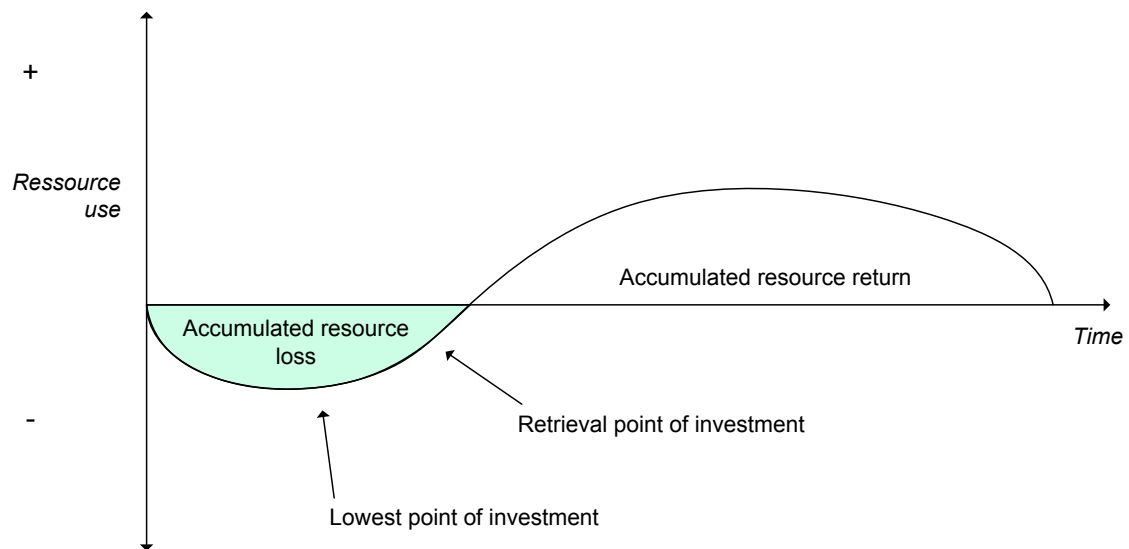 +
Ressource
use
Accumulated resource return
Accumulated resource
loss
Time
-
Retrieval point of investment
Lowest point of investment